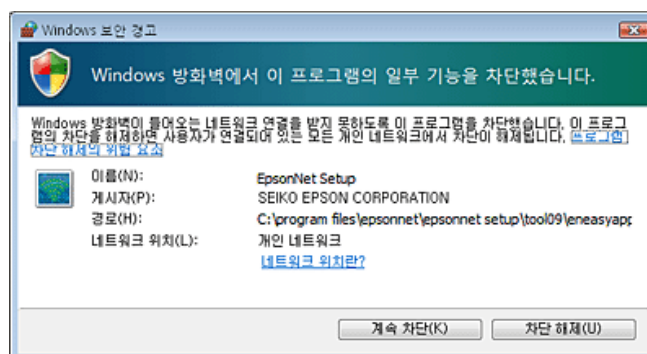 Windows 보안 경고
Windows 방화벽에서 이 프로그램의 일부 기능을 차단했습니다.
Windows 방화벽이 들어오는 네트워크 연결을 받지 못하도록 이 프로그램을 차단했습니다. 이 프로그
램의 차단을 해제하면 사용자가 연결되어 있는 모든 개인 네트워크에서 차단이 해제됩니다. 프로그램
차단 해제의 위험 요소
이름(N): EpsonNet Setup
게시자(P): SEIKO EPSON CORPORATION
경로(H): C:\program files\epsonnet\epsonnet setup\tool09\eneasyapp
네트워크 위치(L): 개인 네트워크
네트워크 위치란?
계속 차단(K) 차단 해제(U)